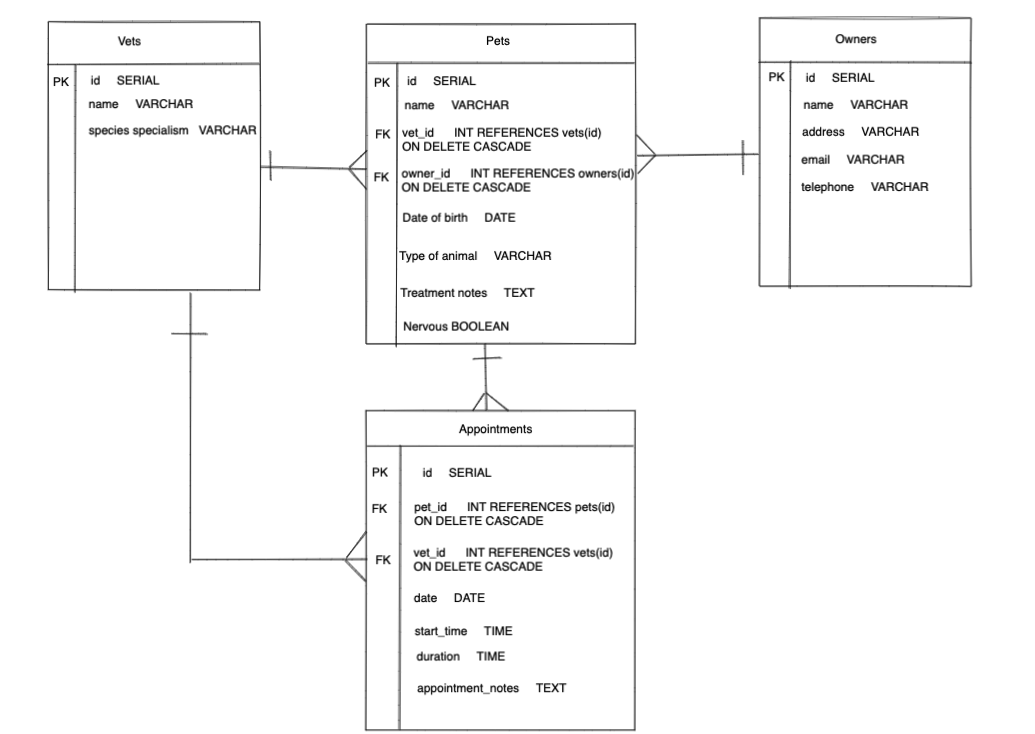 Vets
PK id SERIAL
name VARCHAR
species specialism VARCHAR
Pets
PK id SERIAL
name VARCHAR
FK vet_id INT REFERENCES vets(id)
ON DELETE CASCADE
FK owner_id INT REFERENCES owners(id)
ON DELETE CASCADE
Date of birth DATE
Type of animal VARCHAR
Treatment notes TEXT
Nervous BOOLEAN
Owners
PK id SERIAL
name VARCHAR
address VARCHAR
email VARCHAR
telephone VARCHAR
Appointments
PK id SERIAL
FK pet_id INT REFERENCES pets(id)
ON DELETE CASCADE
FK vet_id INT REFERENCES vets(id)
ON DELETE CASCADE
date DATE
start_time TIME
duration TIME
appointment_notes TEXT